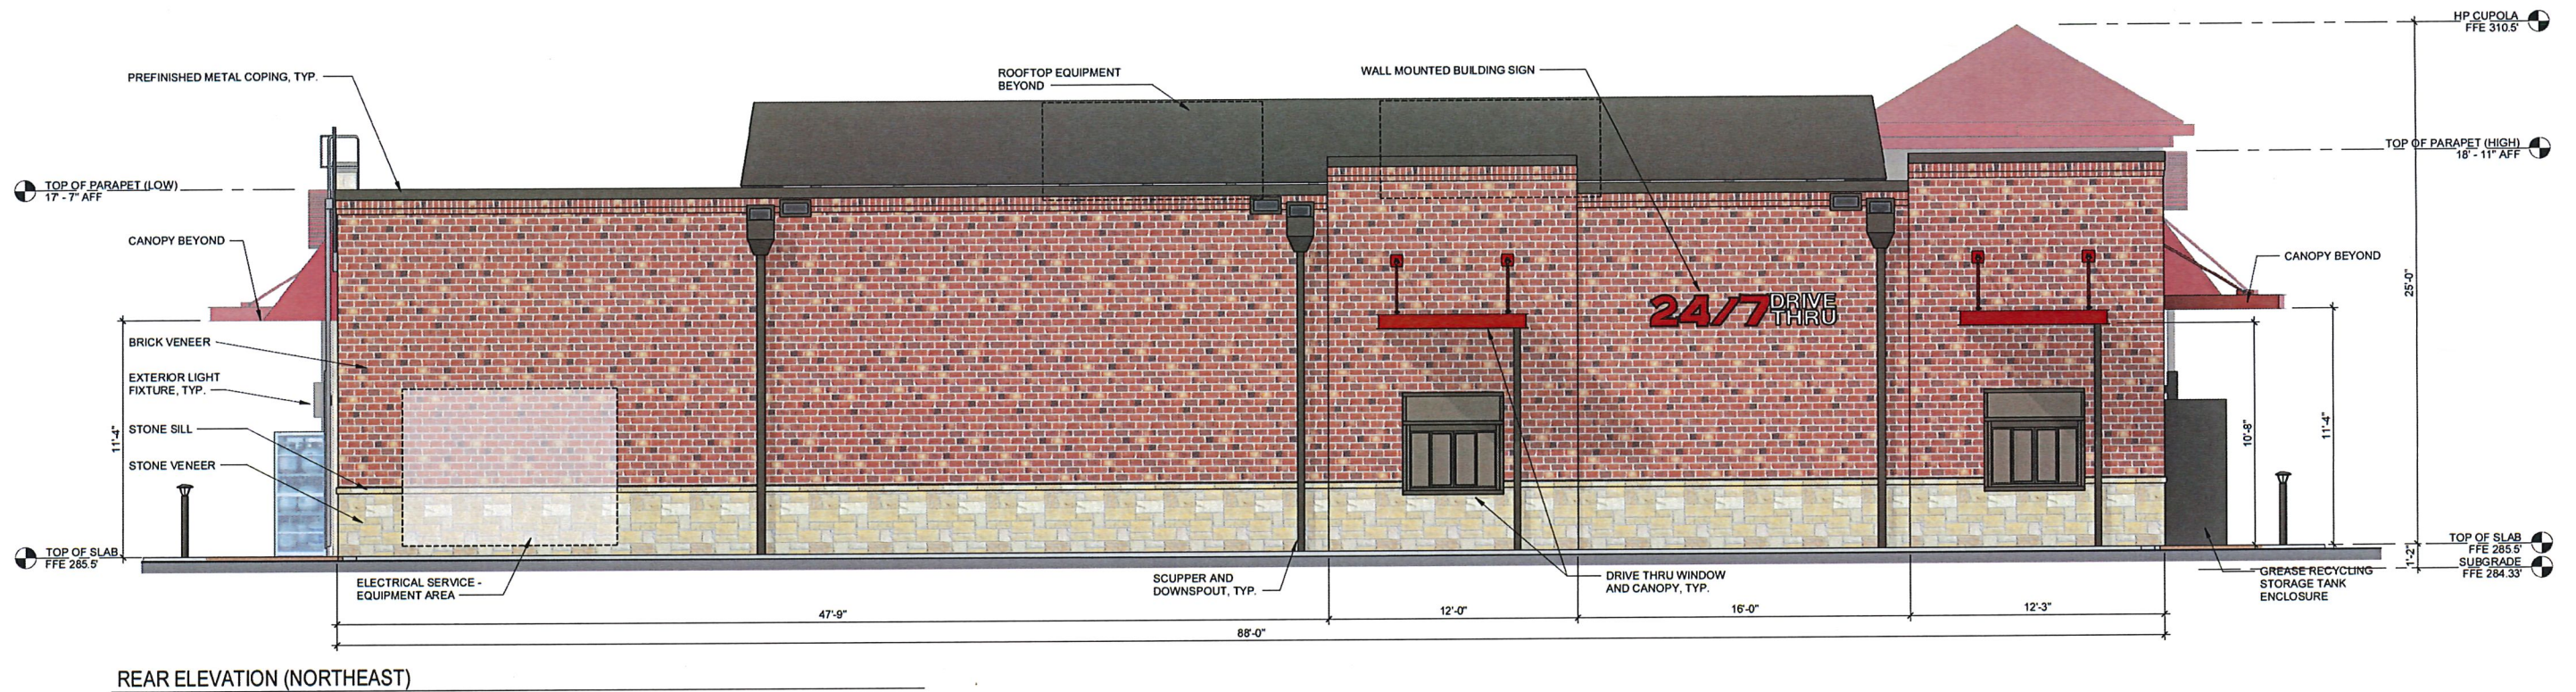 HP CUPOLA
FFE 310.5'
PREFINISHED METAL COPING, TYP.
ROOFTOP EQUIPMENT
BEYOND
WALL MOUNTED BUILDING SIGN
TOP OF PARAPET (HIGH)
18' - 11" AFF
TOP OF PARAPET (LOW)
17' - 7" AFF
CANOPY BEYOND
CANOPY BEYOND
25'-0"
24/7 DRIVE
THRU
BRICK VENEER
EXTERIOR LIGHT
FIXTURE, TYP.
STONE SILL
STONE VENEER
11'-4"
10'-8"
11'-4"
TOP OF SLAB
FFE 285.5'
TOP OF SLAB
FFE 285.5'
1'-2"
SUBGRADE
FFE 284.33'
ELECTRICAL SERVICE -
EQUIPMENT AREA
SCUPPER AND
DOWNSPOUT, TYP.
DRIVE THRU WINDOW
AND CANOPY, TYP.
GREASE RECYCLING
STORAGE TANK
ENCLOSURE
47'-9"
12'-0"
16'-0"
12'-3"
88'-0"
REAR ELEVATION (NORTHEAST)